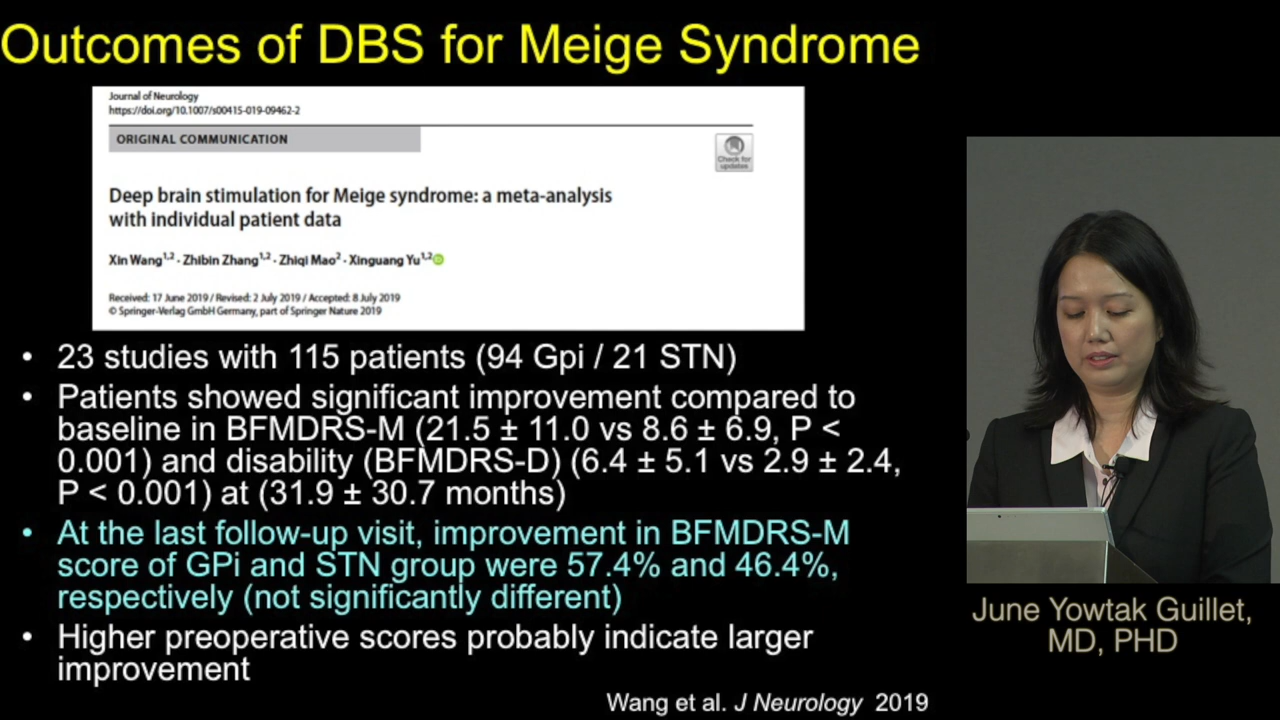 Outcomes of DBS for Meige Syndrome
Journal of Neurology
https://doi.org/10.1007/s00415-019-09462-2
ORIGINAL COMMUNICATION
Check for
updates
Deep brain stimulation for Meige syndrome: a meta-analysis
with individual patient data
Xin Wang1,2 · Zhibin Zhang1,2 · Zhiqi Mao2 · Xinguang Yu1,2
Received: 17 June 2019 / Revised: 2 July 2019 / Accepted: 8 July 2019
© Springer-Verlag GmbH Germany, part of Springer Nature 2019
• 23 studies with 115 patients (94 Gpi / 21 STN)
• Patients showed significant improvement compared to
baseline in BFMDRS-M (21.5 ± 11.0 vs 8.6 ± 6.9, P <
0.001) and disability (BFMDRS-D) (6.4 ± 5.1 vs 2.9 ± 2.4,
P < 0.001) at (31.9 ± 30.7 months)
• At the last follow-up visit, improvement in BFMDRS-M
score of GPi and STN group were 57.4% and 46.4%,
respectively (not significantly different)
• Higher preoperative scores probably indicate larger
improvement
Wang et al. J Neurology 2019
June Yowtak Guillet,
MD, PHD